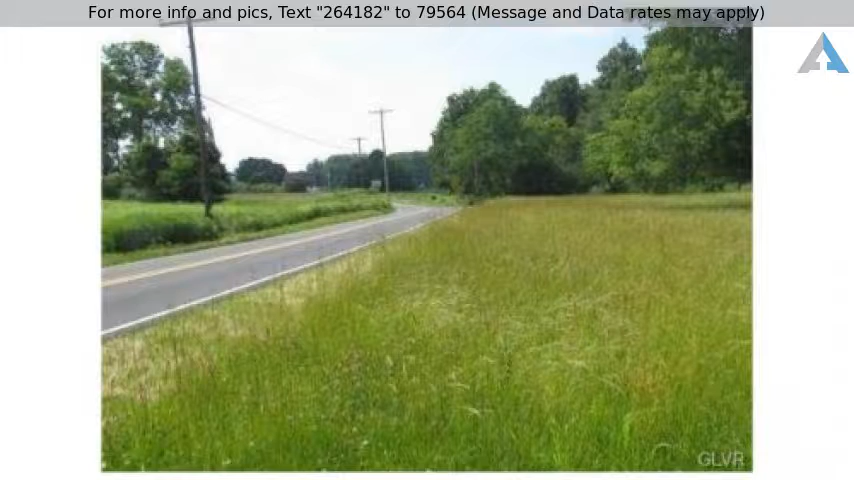 For more info and pics, Text "264182" to 79564 (Message and Data rates may apply)
GLVR